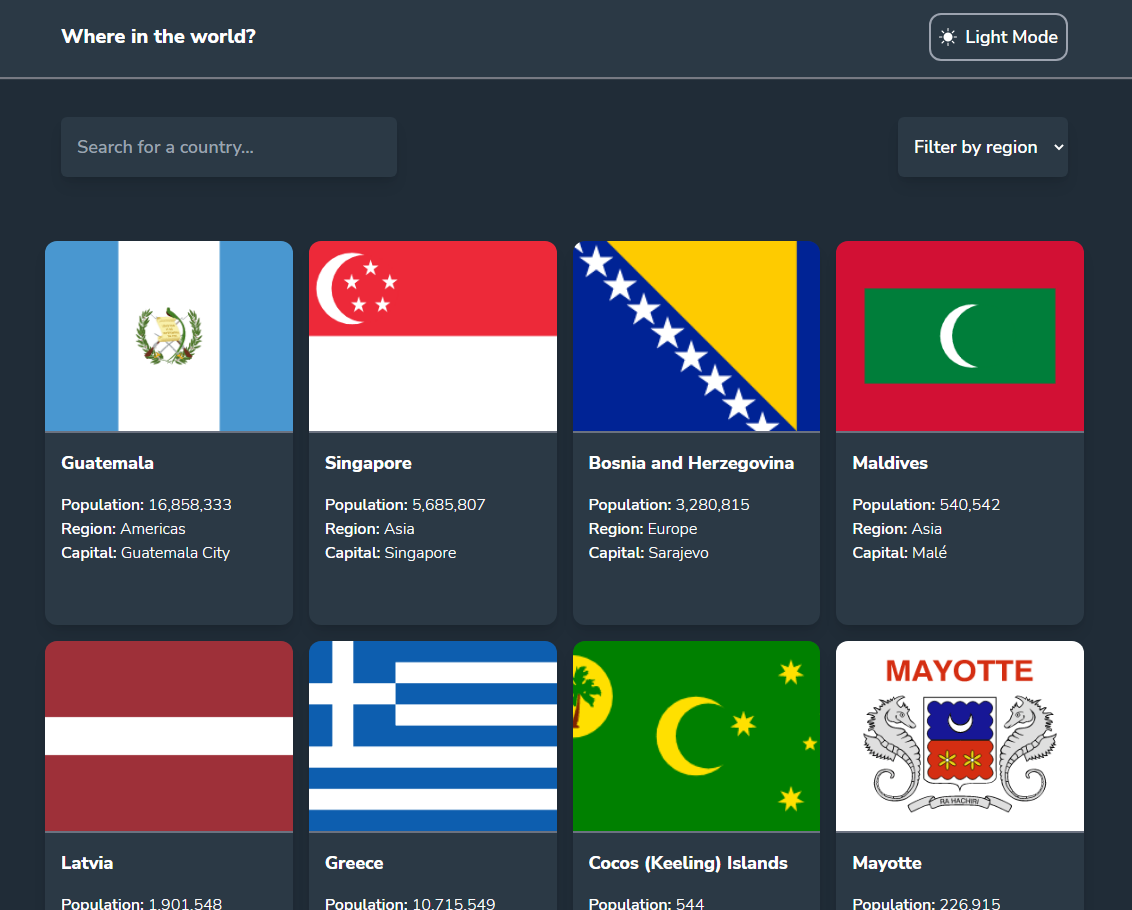 Where in the world?
Light Mode
Search for a country...
Filter by region
Guatemala
Population: 16,858,333
Region: Americas
Capital: Guatemala City
Singapore
Population: 5,685,807
Region: Asia
Capital: Singapore
Bosnia and Herzegovina
Population: 3,280,815
Region: Europe
Capital: Sarajevo
Maldives
Population: 540,542
Region: Asia
Capital: Malé
MAYOTTE
RA HACHIRI
Latvia
Population: 1,901,548
Greece
Population: 10,715,549
Cocos (Keeling) Islands
Population: 544
Mayotte
Population: 226,915